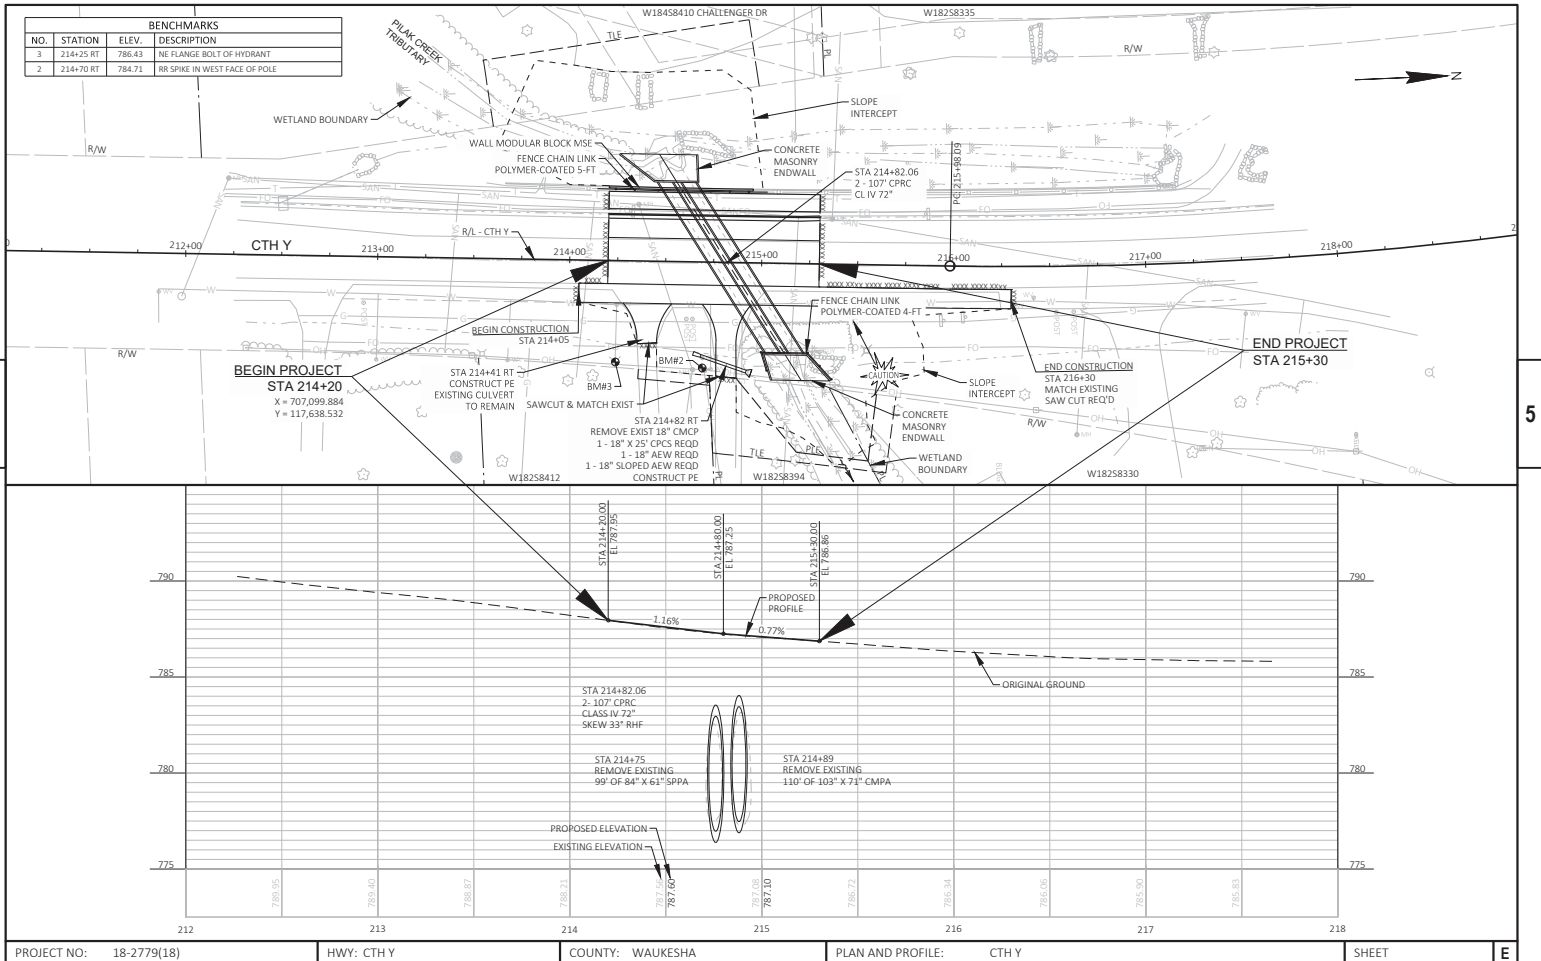 BENCHMARKS
NO. STATION ELEV. DESCRIPTION
3 214+25 RT 786.43 NE FLANGE BOLT OF HYDRANT
2 214+70 RT 784.71 RR SPIKE IN WEST FACE OF POLE
PILAK CREEK
TRIBUTARY
W184S8410 CHALLENGER DR
W182S8335
TLE
PL
R/W
N
WETLAND BOUNDARY
SLOPE
INTERCEPT
R/W
WALL MODULAR BLOCK MSE
FENCE CHAIN LINK
POLYMER-COATED 5-FT
CONCRETE
MASONRY
ENDWALL
STA 214+82.06
2 - 107' CPRC
CL IV 72"
PC: 215+98.09
R/L - CTH Y
212+00
CTH Y
213+00
214+00
215+00
216+00
217+00
218+00
BEGIN CONSTRUCTION
STA 214+05
FENCE CHAIN LINK
POLYMER-COATED 4-FT
R/W
BEGIN PROJECT
STA 214+20
X = 707,099.884
Y = 117,638.532
STA 214+41 RT
CONSTRUCT PE
EXISTING CULVERT
TO REMAIN
BM#3
BM#2
SAWCUT & MATCH EXIST
CAUTION
SLOPE
INTERCEPT
END CONSTRUCTION
STA 216+30
MATCH EXISTING
SAW CUT REQ'D
END PROJECT
STA 215+30
STA 214+82 RT
REMOVE EXIST 18" CMCP
1 - 18" X 25' CPCS REQD
1 - 18" AEW REQD
1 - 18" SLOPED AEW REQD
CONSTRUCT PE
CONCRETE
MASONRY
ENDWALL
WETLAND
BOUNDARY
R/W
TLE
PLE
PL
W182S8412
W182S8394
W182S8330
5
STA 214+20.00
EL 787.95
STA 214+80.00
EL 787.25
STA 215+30.00
EL 786.86
790
790
PROPOSED
PROFILE
1.16%
0.77%
785
785
ORIGINAL GROUND
STA 214+82.06
2- 107' CPRC
CLASS IV 72"
SKEW 33° RHF
STA 214+75
REMOVE EXISTING
99' OF 84" X 61" SPPA
STA 214+89
REMOVE EXISTING
110' OF 103" X 71" CMPA
780
780
PROPOSED ELEVATION
EXISTING ELEVATION
775
775
789.95
789.40
788.87
788.21
787.56
787.60
787.08
787.10
786.72
786.34
786.06
785.90
785.83
212
213
214
215
216
217
218
PROJECT NO: 18-2779(18) HWY: CTH Y COUNTY: WAUKESHA PLAN AND PROFILE: CTH Y SHEET E